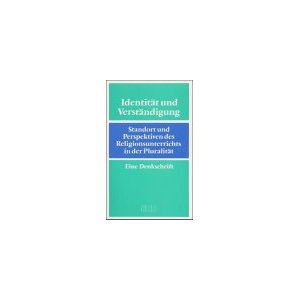 Identität und
Verständigung
Standort und
Perspektiven des
Religionsunterrichts
in der Pluralität
Eine Denkschrift